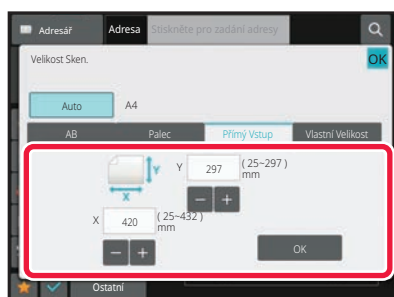 Adresář
Adresa
Stiskněte pro zadání adresy
Velikost Sken.
OK
Auto
A4
AB
Palec
Přímý Vstup
Vlastní Velikost
Y
X
Y
297
(25~297)
mm
− +
X
420
(25~432)
mm
− +
OK
Ostatní